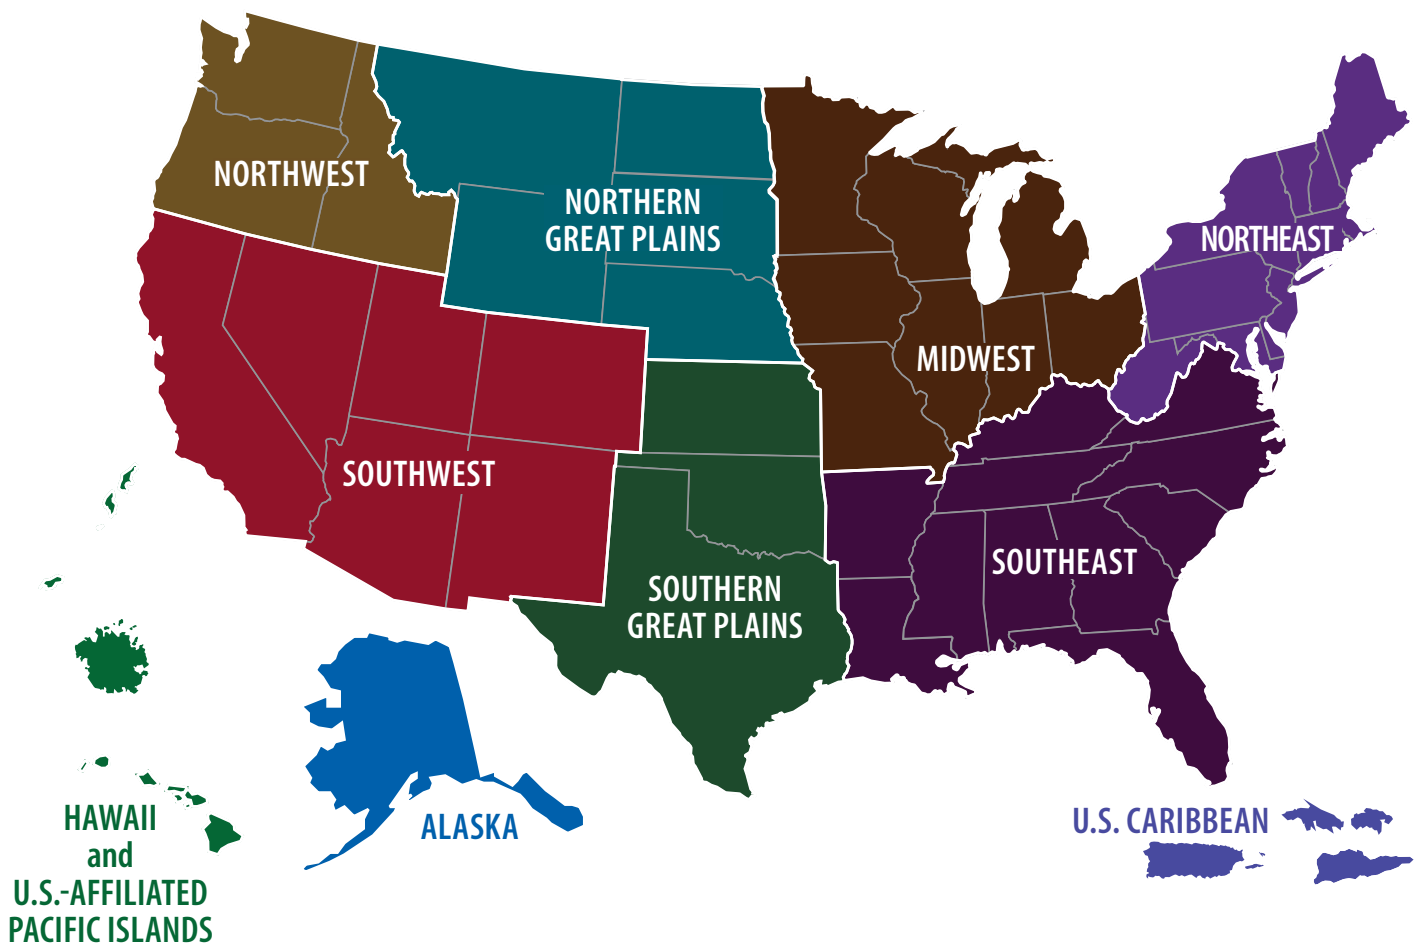 NORTHWEST
NORTHERN
GREAT PLAINS
NORTHEAST
MIDWEST
SOUTHWEST
SOUTHEAST
SOUTHERN
GREAT PLAINS
HAWAII
and
U.S.-AFFILIATED
PACIFIC ISLANDS
ALASKA
U.S. CARIBBEAN